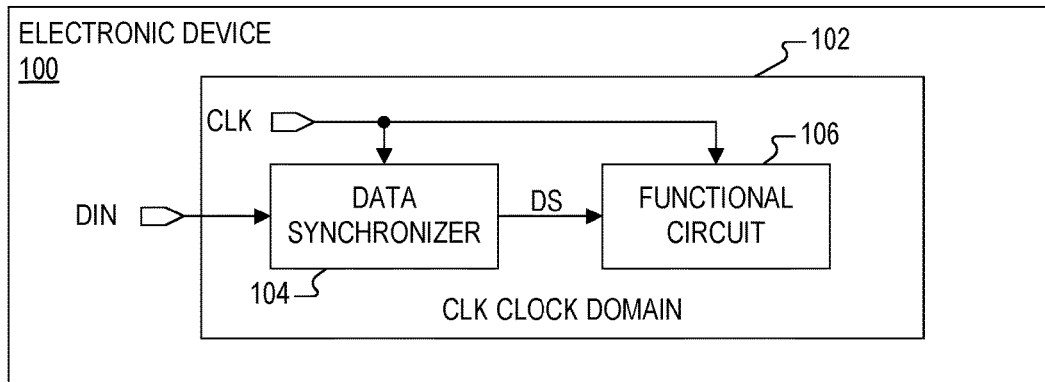 ELECTRONIC DEVICE
100
102
CLK
106
DIN
DATA
SYNCHRONIZER
DS
FUNCTIONAL
CIRCUIT
104
CLK CLOCK DOMAIN